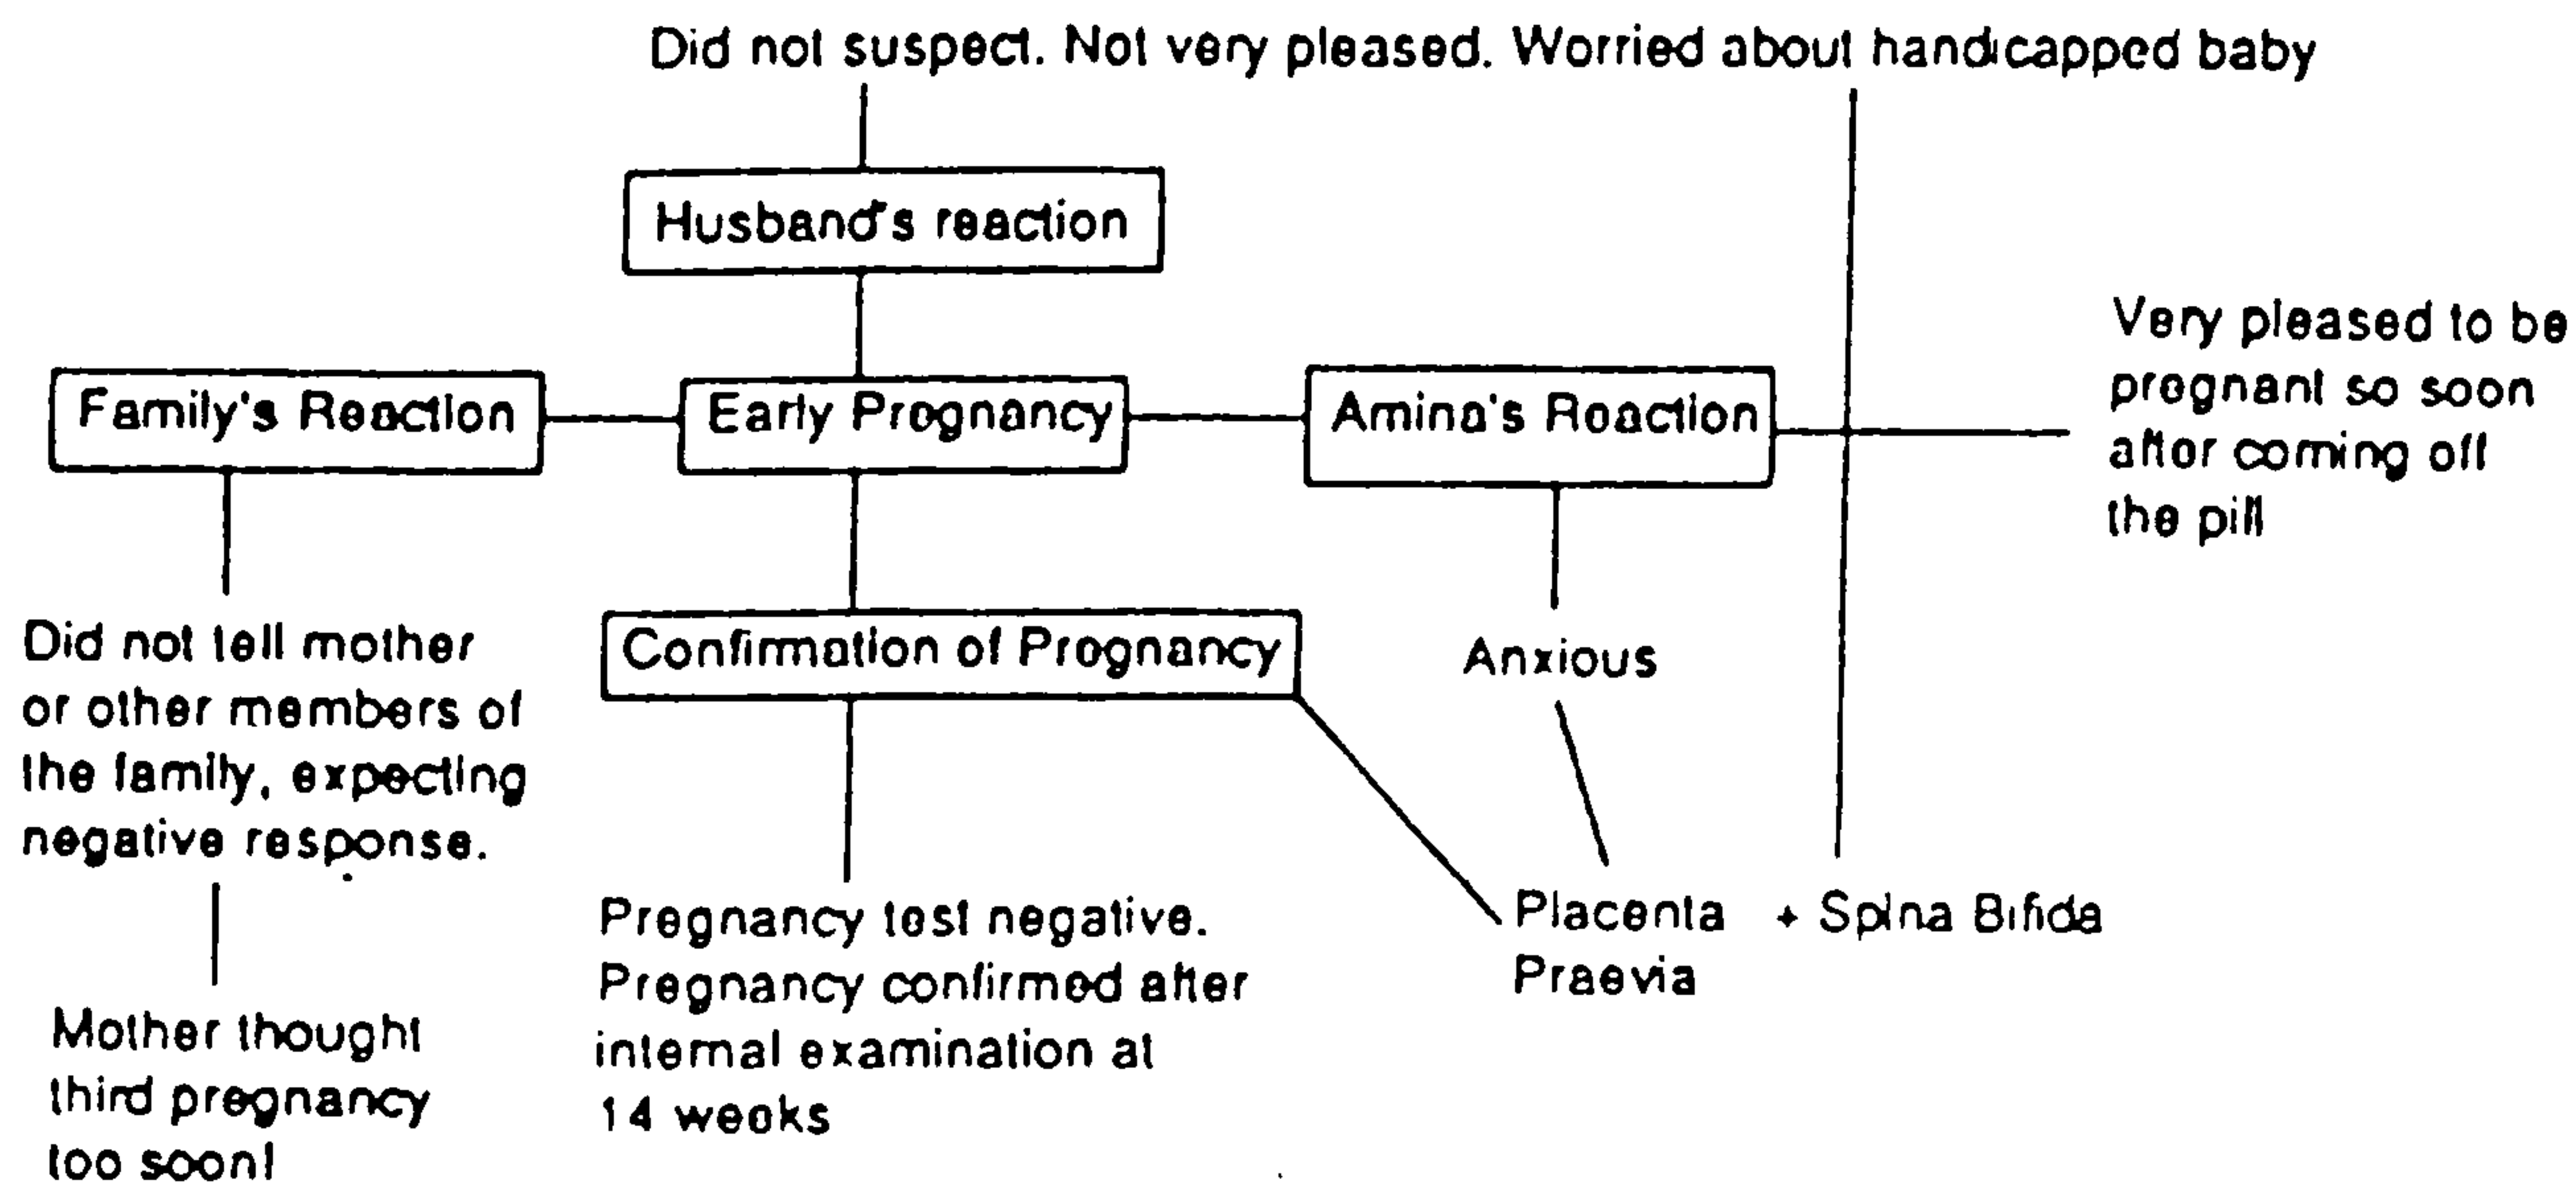 Did not suspect. Not very pleased. Worried about handicapped baby
Husband's reaction
Family's Reaction
Early Pregnancy
Amina's Reaction
Very pleased to be
pregnant so soon
after coming off
the pill
Did not tell mother
or other members of
the family, expecting
negative response.
Confirmation of Pregnancy
Anxious
Mother thought
third pregnancy
too soon!
Pregnancy test negative.
Pregnancy confirmed after
internal examination at
14 weeks
Placenta + Spina Bifida
Praevia